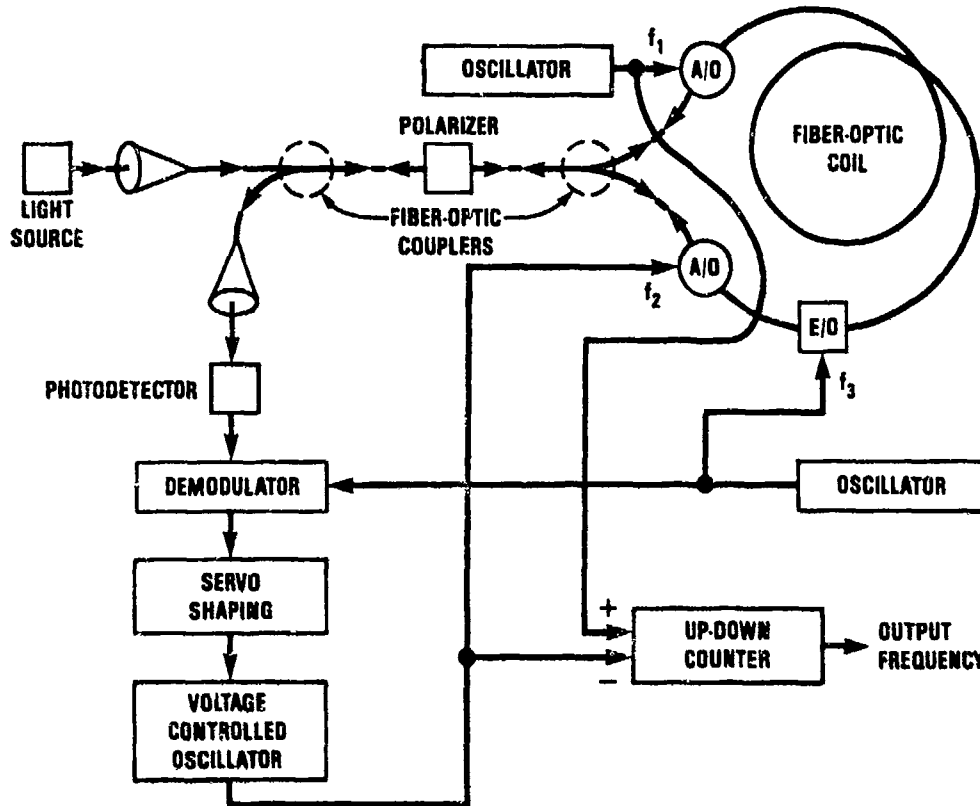 f1
OSCILLATOR
A/O
POLARIZER
FIBER-OPTIC
COIL
LIGHT
SOURCE
FIBER-OPTIC
COUPLERS
A/O
f2
E/O
PHOTODETECTOR
f3
DEMODULATOR
OSCILLATOR
SERVO
SHAPING
+
-
UP-DOWN
COUNTER
OUTPUT
FREQUENCY
VOLTAGE
CONTROLLED
OSCILLATOR